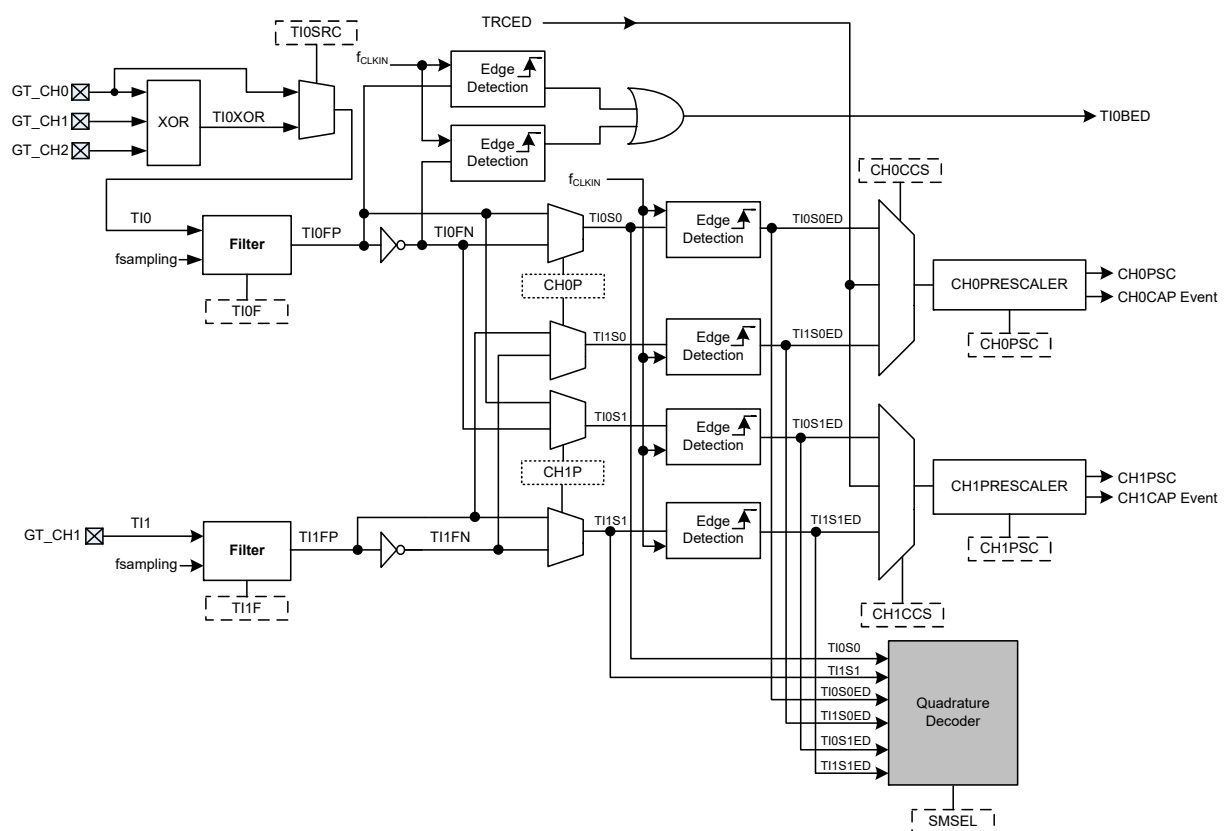 TRCED
TI0SRC
fCLKIN
Edge
Detection
GT_CH0
GT_CH1
GT_CH2
XOR
TI0XOR
TI0BED
Edge
Detection
fCLKIN
CH0CCS
TI0
fsampling
Filter
TI0F
TI0FP
TI0FN
TI0S0
Edge
Detection
TI0S0ED
CH0P
CH0PRESCALER
CH0PSC
CH0CAP Event
CH0PSC
TI1S0
Edge
Detection
TI1S0ED
TI0S1
Edge
Detection
TI0S1ED
CH1P
CH1PRESCALER
CH1PSC
CH1CAP Event
CH1PSC
GT_CH1
TI1
fsampling
Filter
TI1F
TI1FP
TI1FN
TI1S1
Edge
Detection
TI1S1ED
CH1CCS
TI0S0
TI1S1
TI0S0ED
TI1S0ED
TI0S1ED
TI1S1ED
Quadrature
Decoder
SMSEL